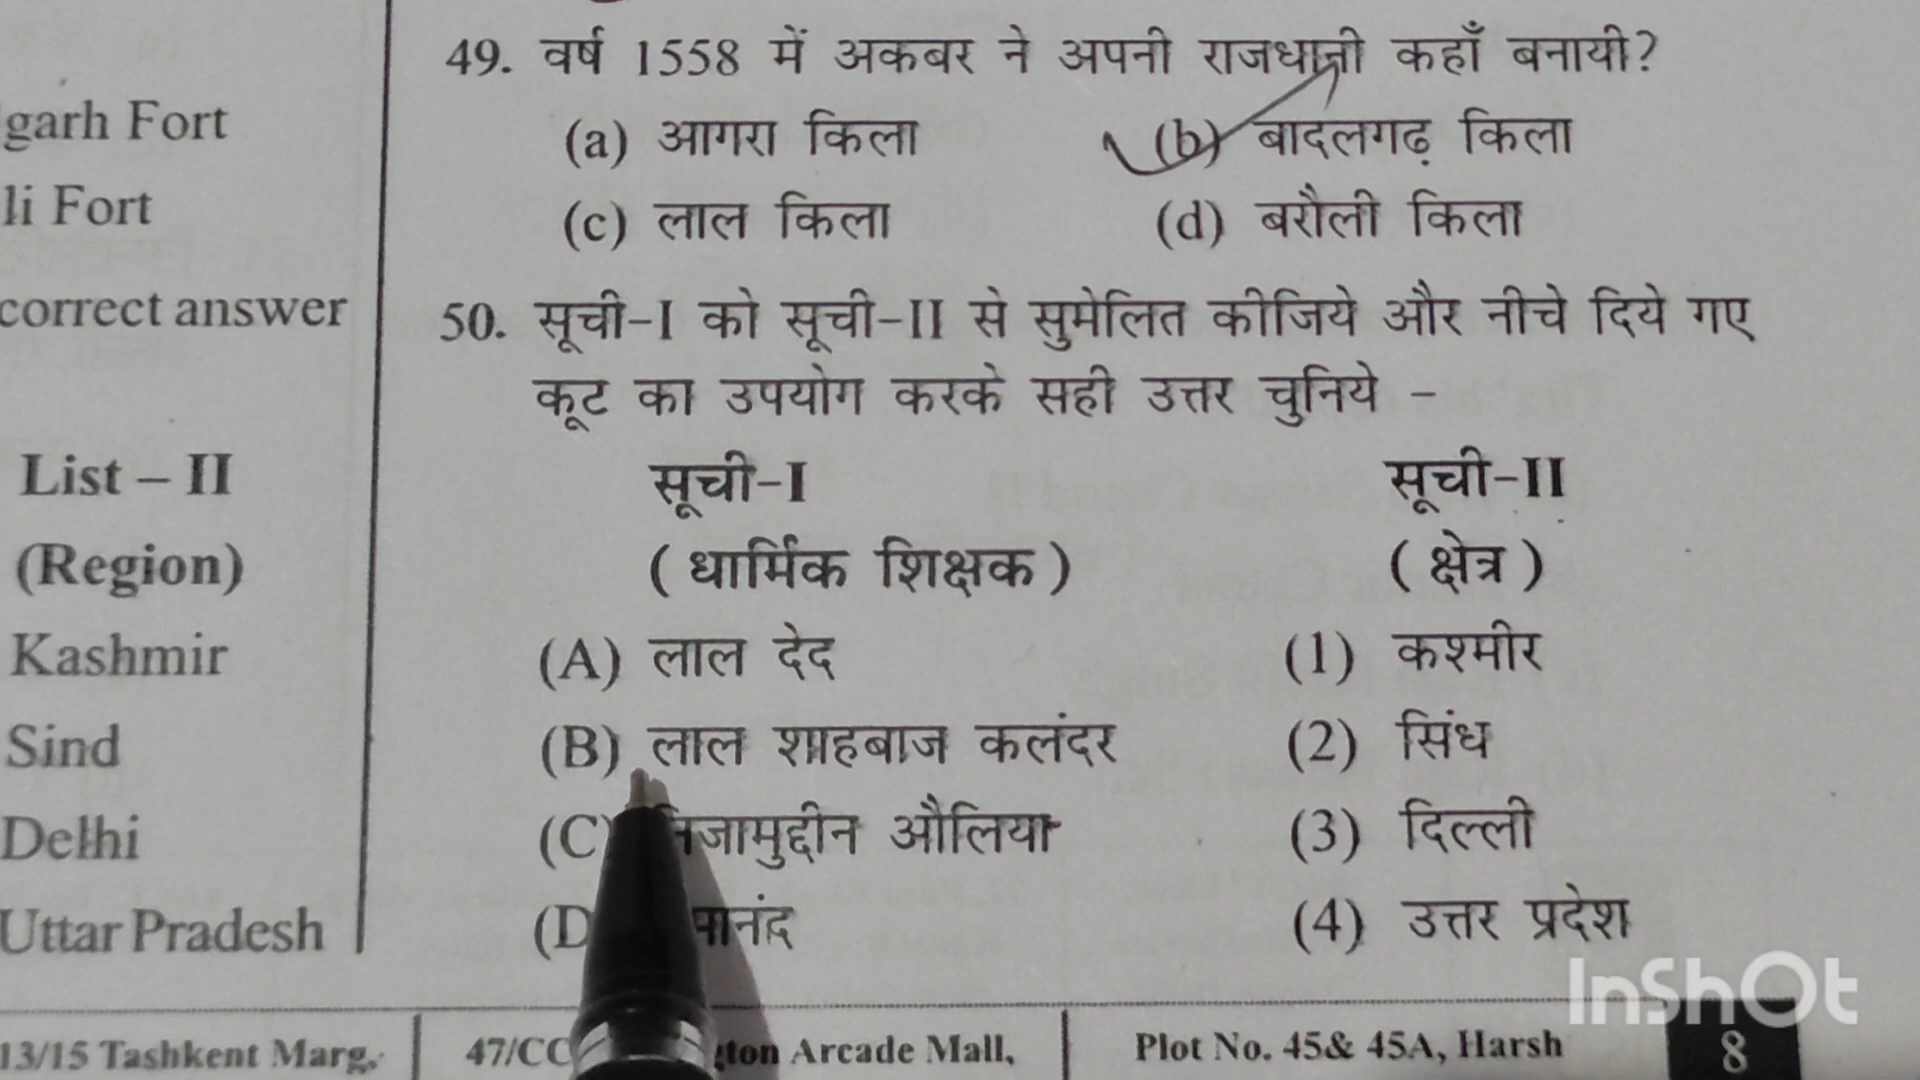 garh Fort
li Fort
correct answer
List – II
(Region)
Kashmir
Sind
Delhi
Uttar Pradesh
49. वर्ष 1558 में अकबर ने अपनी राजधानी कहाँ बनायी?
(a) आगरा किला (b) बादलगढ़ किला
(c) लाल किला (d) बरौली किला
50. सूची-I को सूची-II से सुमेलित कीजिये और नीचे दिये गए
कूट का उपयोग करके सही उत्तर चुनिये -
सूची-I सूची-II
( धार्मिक शिक्षक ) ( क्षेत्र )
(A) लाल देद (1) कश्मीर
(B) लाल शाहबाज कलंदर (2) सिंध
(C) निजामुद्दीन औलिया (3) दिल्ली
(D (4) उत्तर प्रदेश
13/15 Tashkent Marg, 47/CC Arcade Mall, Plot No. 45& 45A, Harsh 8
InShOt